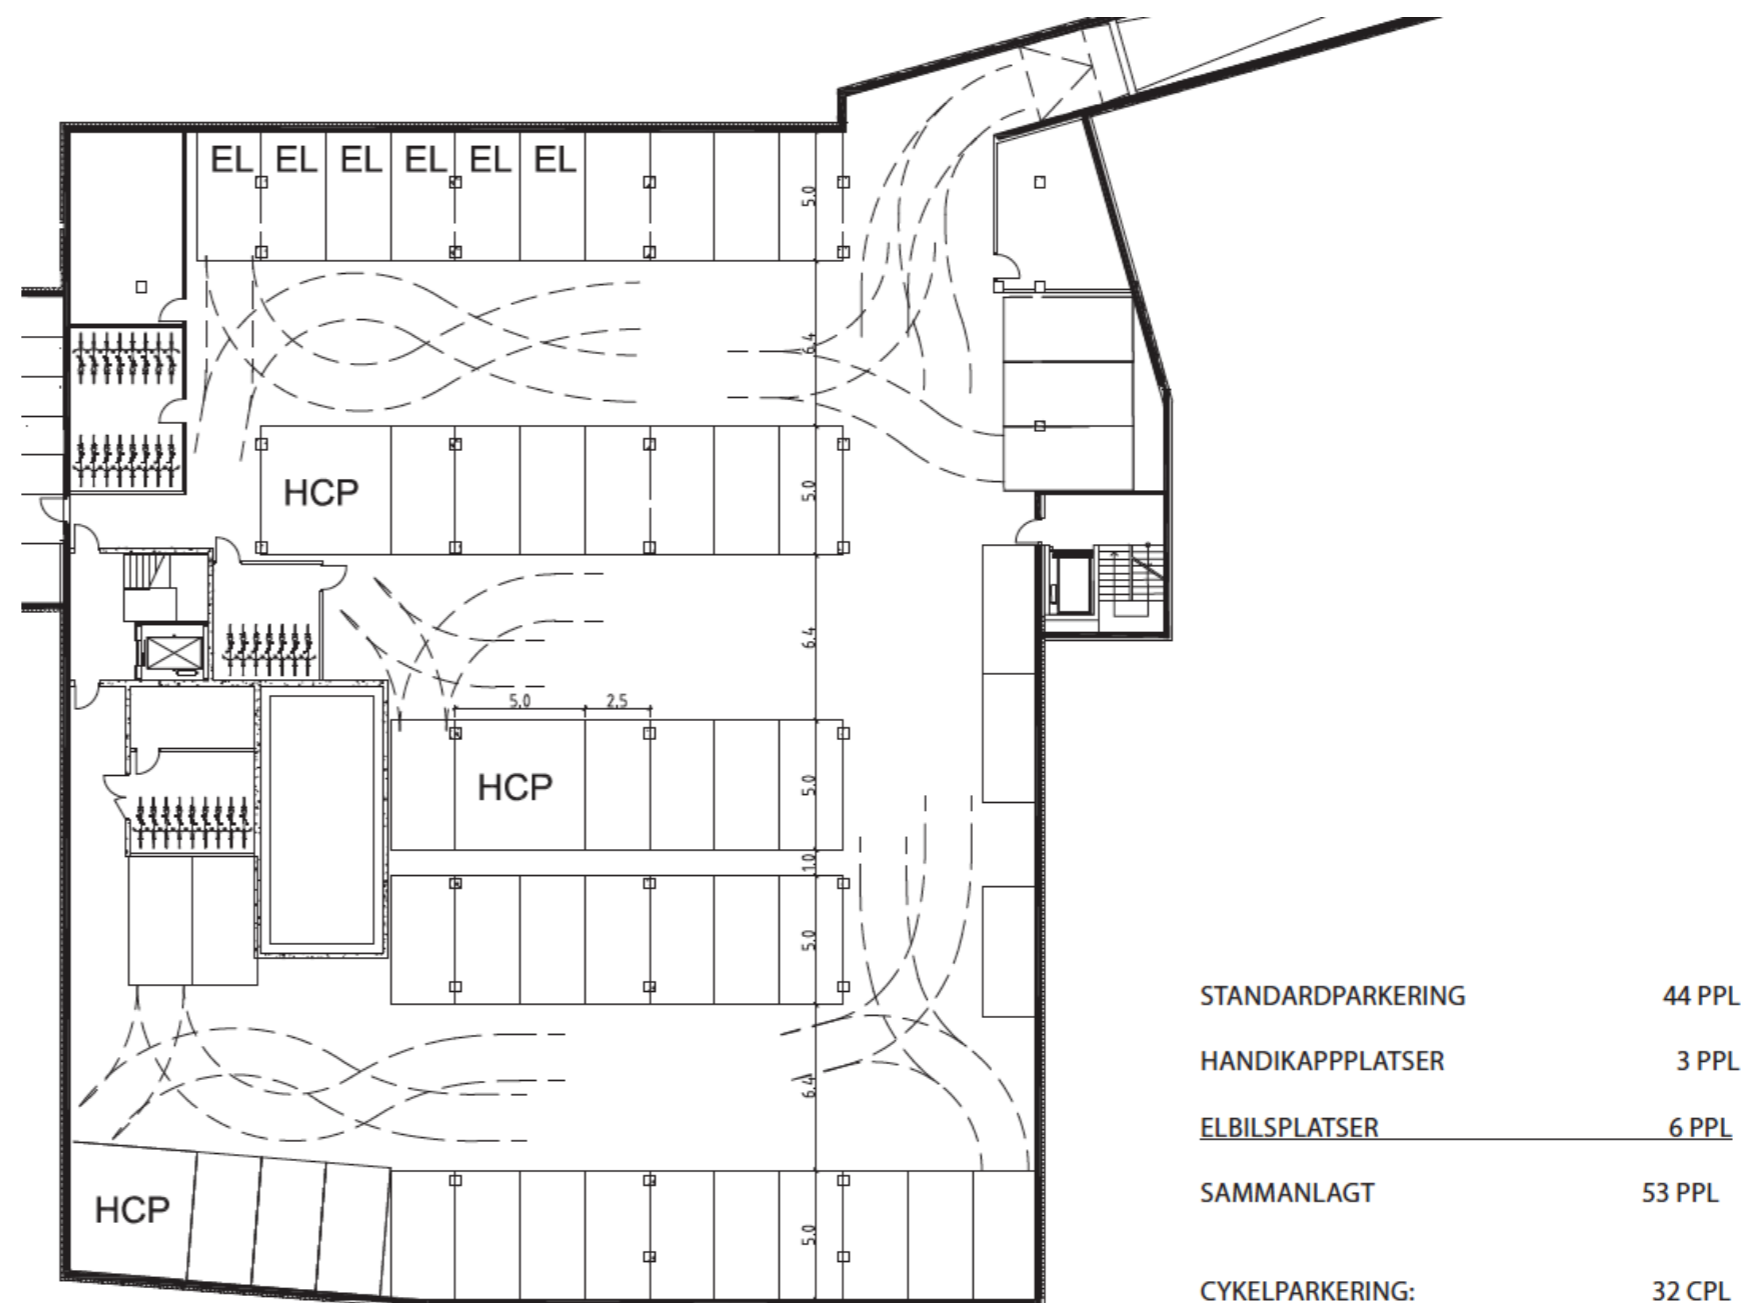 EL EL EL EL EL EL
5.0
6.4
HCP
5.0
6.4
5.0 2.5
HCP
5.0
1.0
5.0
6.4
HCP
5.0
STANDARDPARKERING 44 PPL
HANDIKAPPPLATSER 3 PPL
ELBILSPLATSER 6 PPL
SAMMANLAGT 53 PPL
CYKELPARKERING: 32 CPL